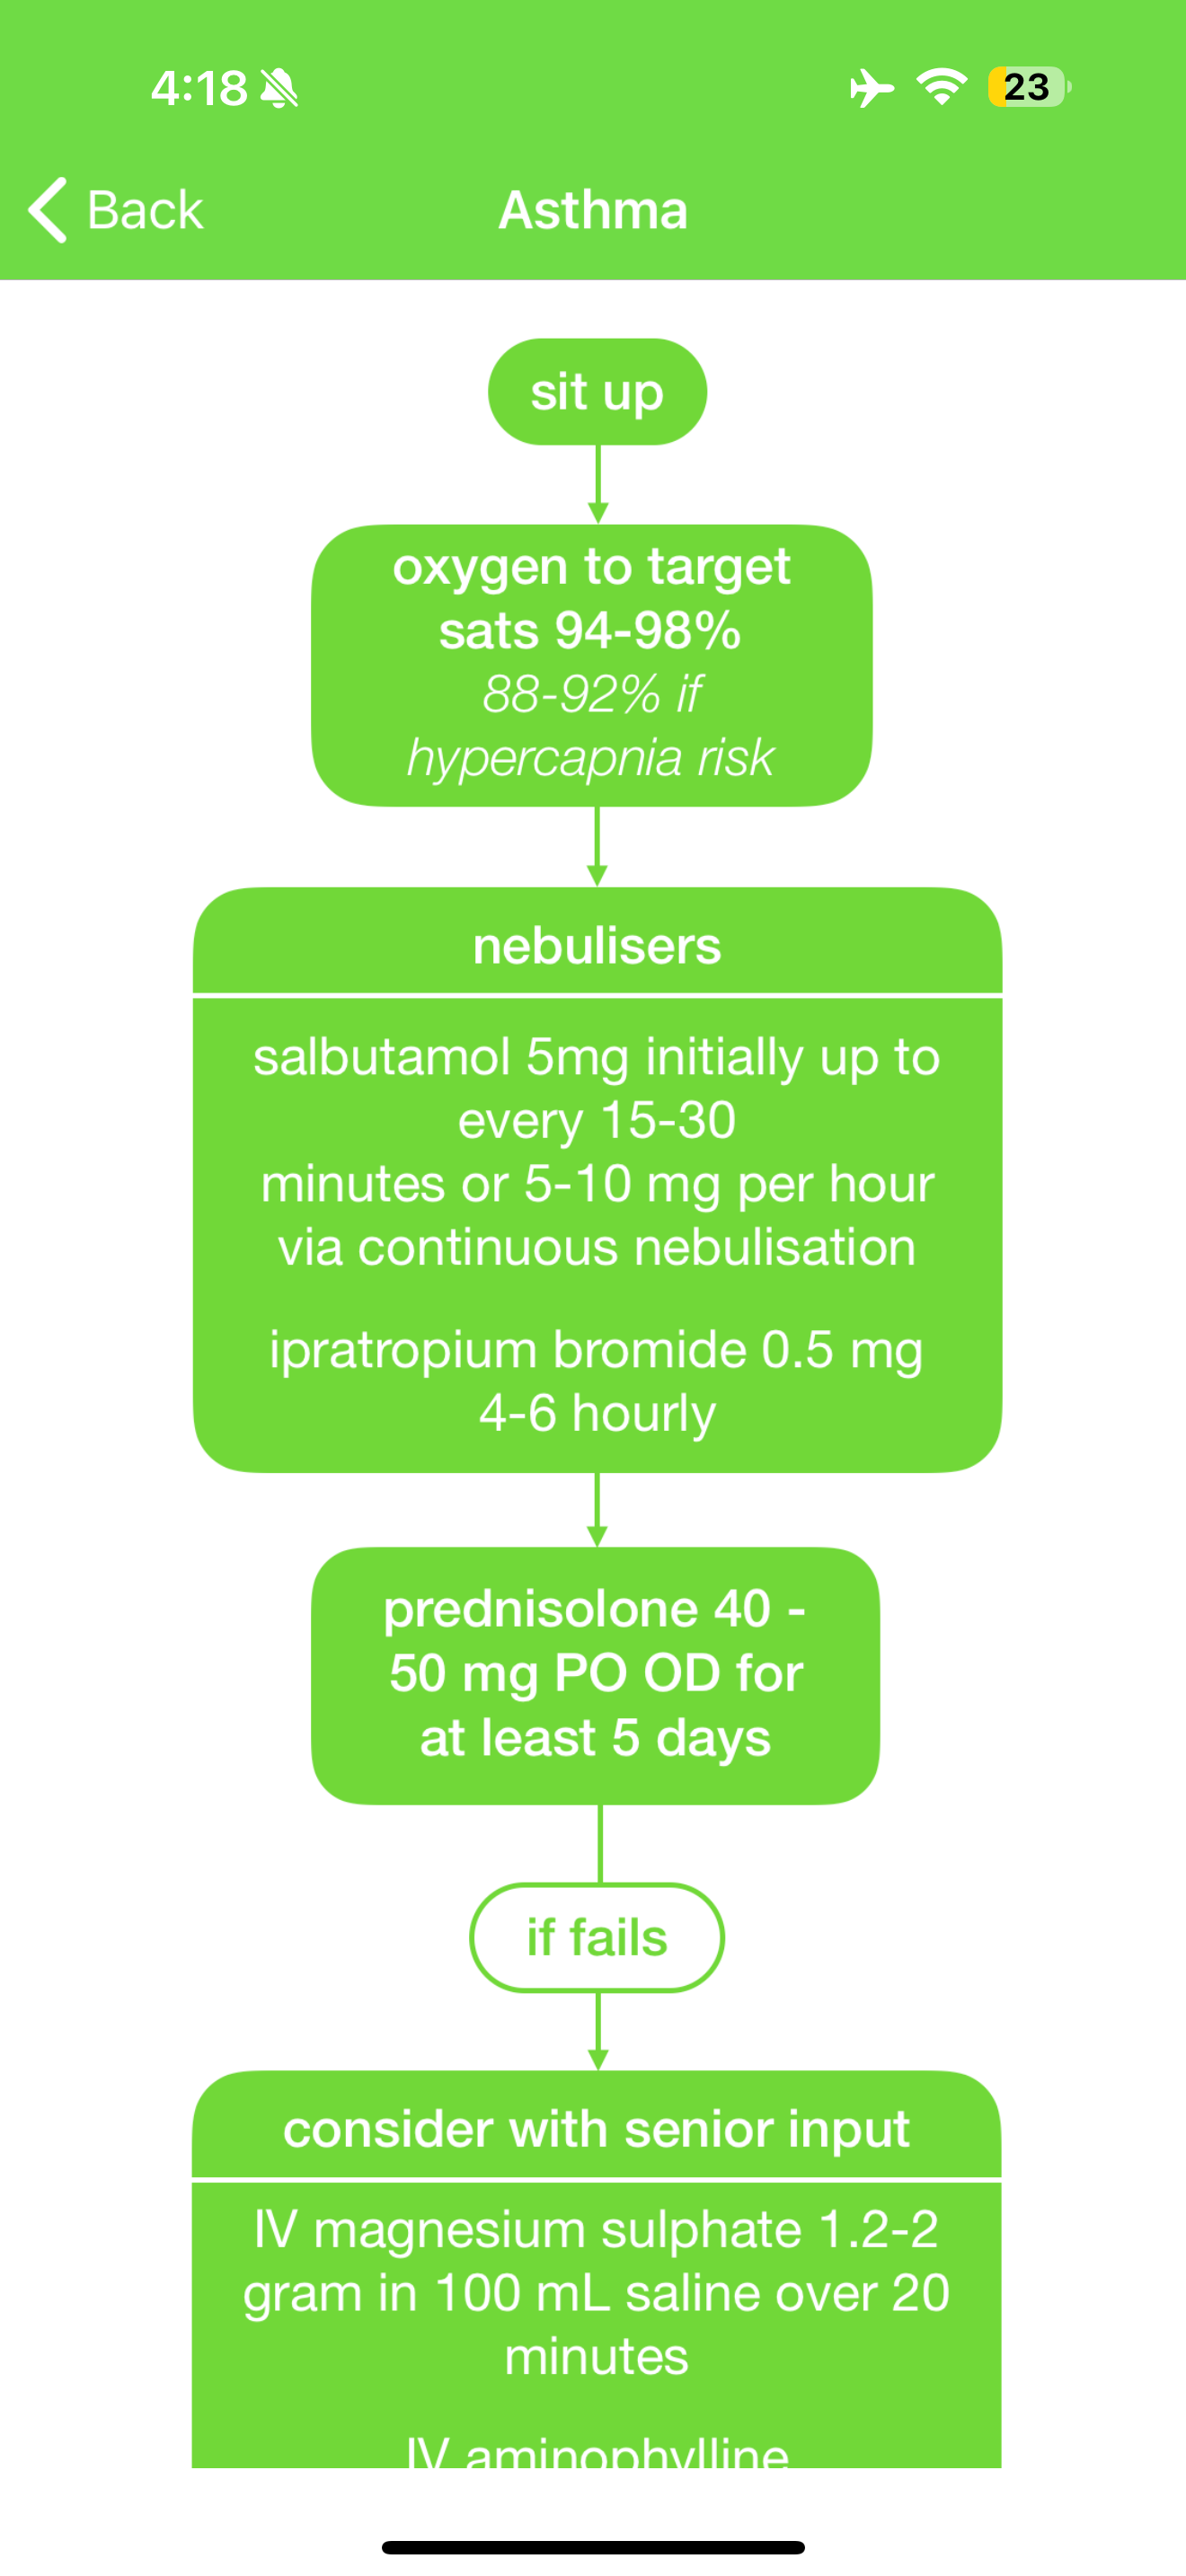 4:18
23
Back
Asthma
sit up
oxygen to target
sats 94-98%
88-92% if
hypercapnia risk
nebulisers
salbutamol 5mg initially up to
every 15-30
minutes or 5-10 mg per hour
via continuous nebulisation
ipratropium bromide 0.5 mg
4-6 hourly
prednisolone 40 -
50 mg PO OD for
at least 5 days
if fails
consider with senior input
IV magnesium sulphate 1.2-2
gram in 100 mL saline over 20
minutes
IV aminophylline